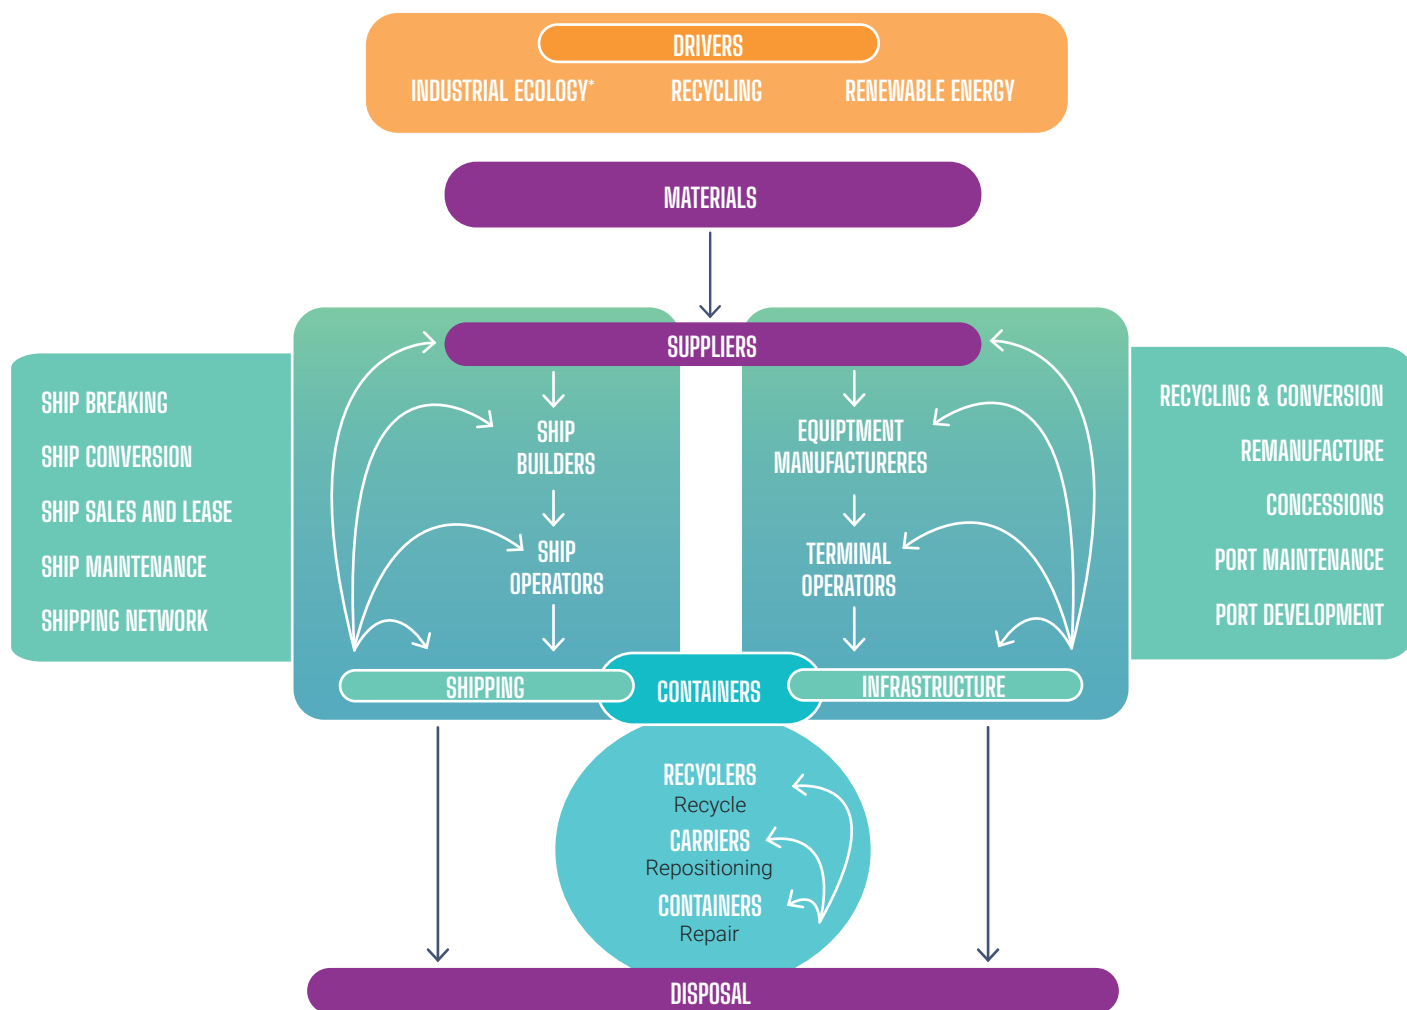 DRIVERS
INDUSTRIAL ECOLOGY* RECYCLING RENEWABLE ENERGY
MATERIALS
SUPPLIERS
SHIP BREAKING
SHIP CONVERSION
SHIP SALES AND LEASE
SHIP MAINTENANCE
SHIPPING NETWORK
SHIP
BUILDERS
SHIP
OPERATORS
SHIPPING
EQUIPTMENT
MANUFACTURERES
TERMINAL
OPERATORS
INFRASTRUCTURE
RECYCLING & CONVERSION
REMANUFACTURE
CONCESSIONS
PORT MAINTENANCE
PORT DEVELOPMENT
CONTAINERS
RECYCLERS
Recycle
CARRIERS
Repositioning
CONTAINERS
Repair
DISPOSAL